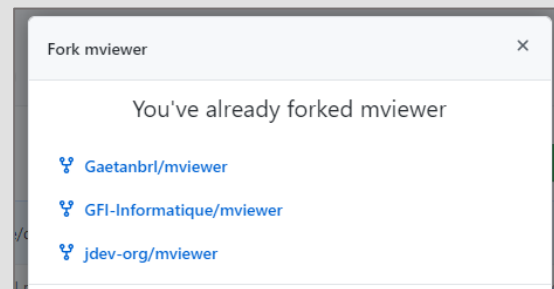 Fork mviewer
You've already forked mviewer
Gaetanbrl/mviewer
GFI-Informatique/mviewer
jdev-org/mviewer